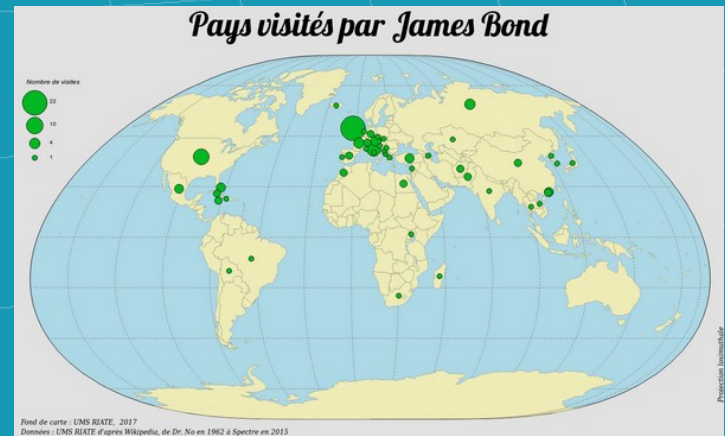 Pays visités par James Bond
Nombre de visites
22
10
4
1
Projection loximuthale
Fond de carte : UMS RIATE, 2017
Données : UMS RIATE d'après Wikipedia, de Dr. No en 1962 à Spectre en 2015